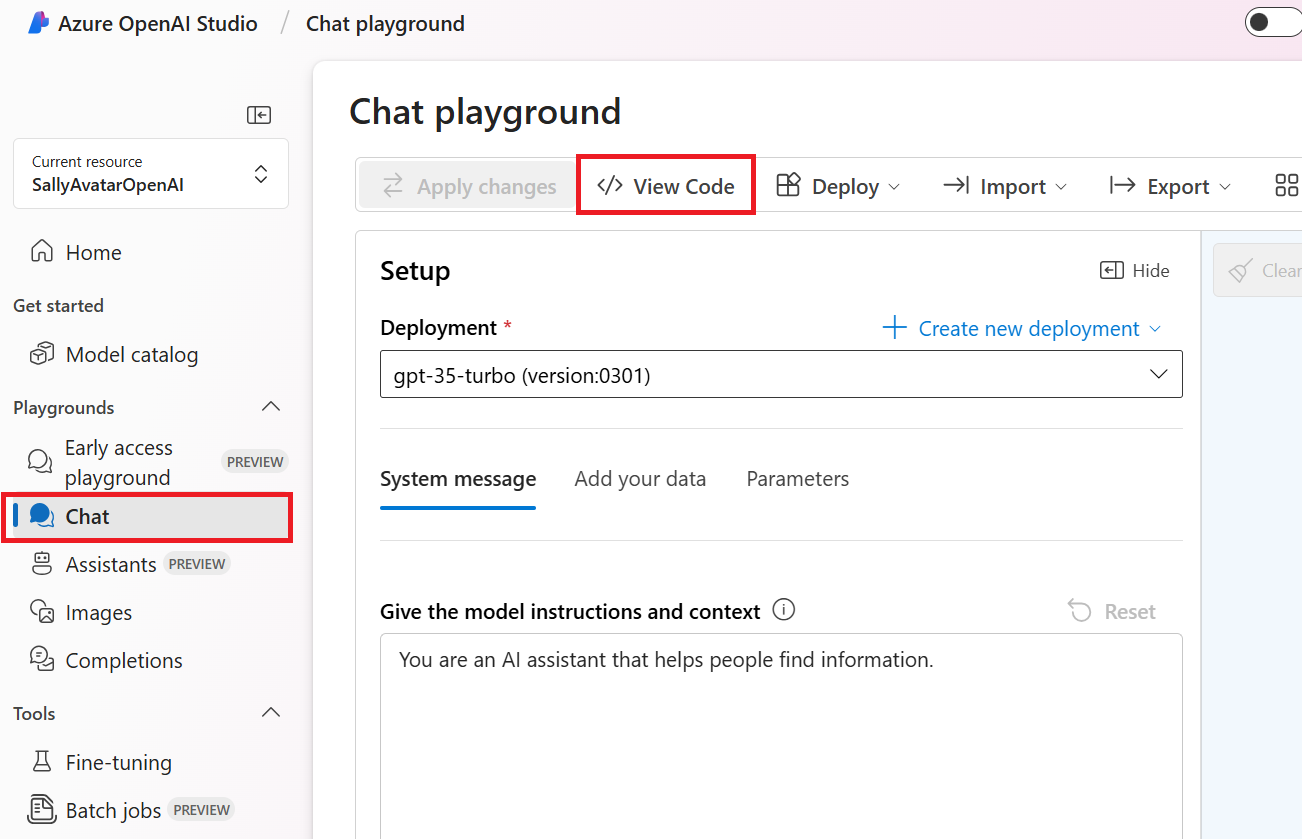 Azure OpenAI Studio / Chat playground
Current resource
SallyAvatarOpenAI
Home
Get started
Model catalog
Playgrounds
Early access
playground
PREVIEW
Chat
Assistants PREVIEW
Images
Completions
Tools
Fine-tuning
Batch jobs PREVIEW
Chat playground
Apply changes </> View Code Deploy Import Export
Setup
Hide
Deployment *
Create new deployment
gpt-35-turbo (version:0301)
System message Add your data Parameters
Give the model instructions and context
Reset
You are an AI assistant that helps people find information.
Clear